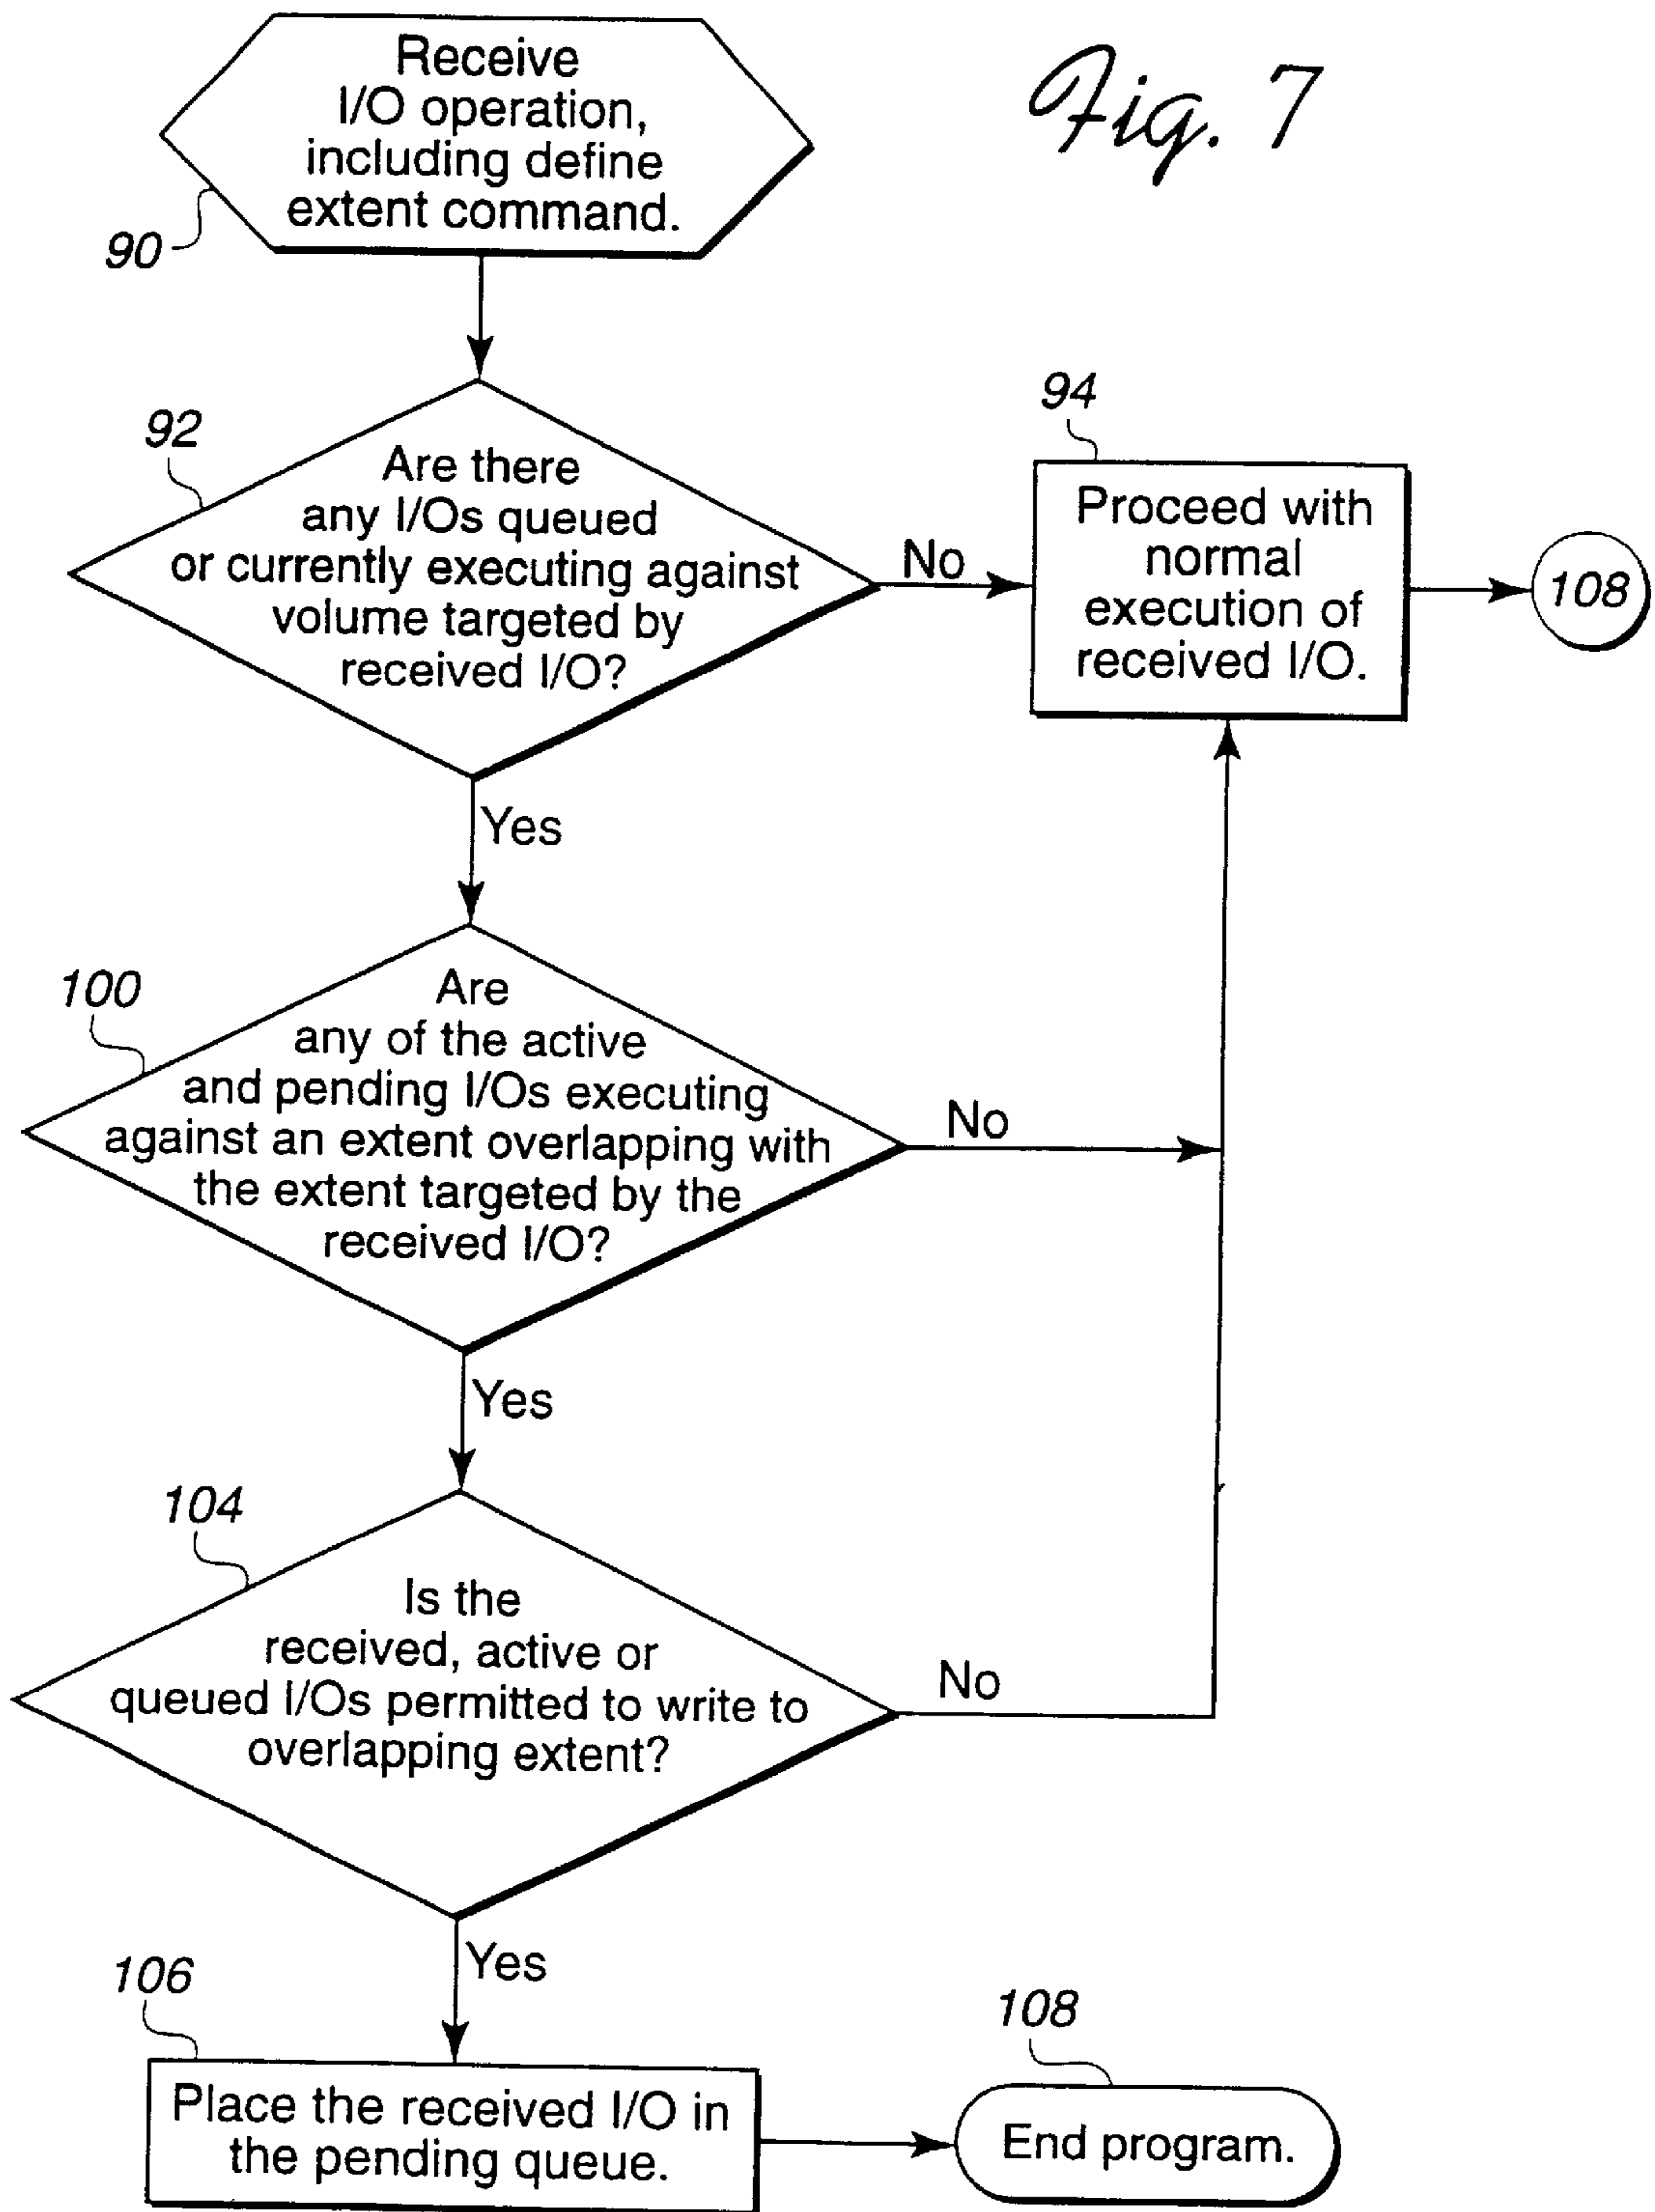 Fig. 7
Receive
I/O operation,
including define
extent command.
90
92
Are there
any I/Os queued
or currently executing against
volume targeted by
received I/O?
No
94
Proceed with
normal
execution of
received I/O.
108
Yes
100
Are
any of the active
and pending I/Os executing
against an extent overlapping with
the extent targeted by the
received I/O?
No
Yes
104
Is the
received, active or
queued I/Os permitted to write to
overlapping extent?
No
Yes
106
Place the received I/O in
the pending queue.
108
End program.